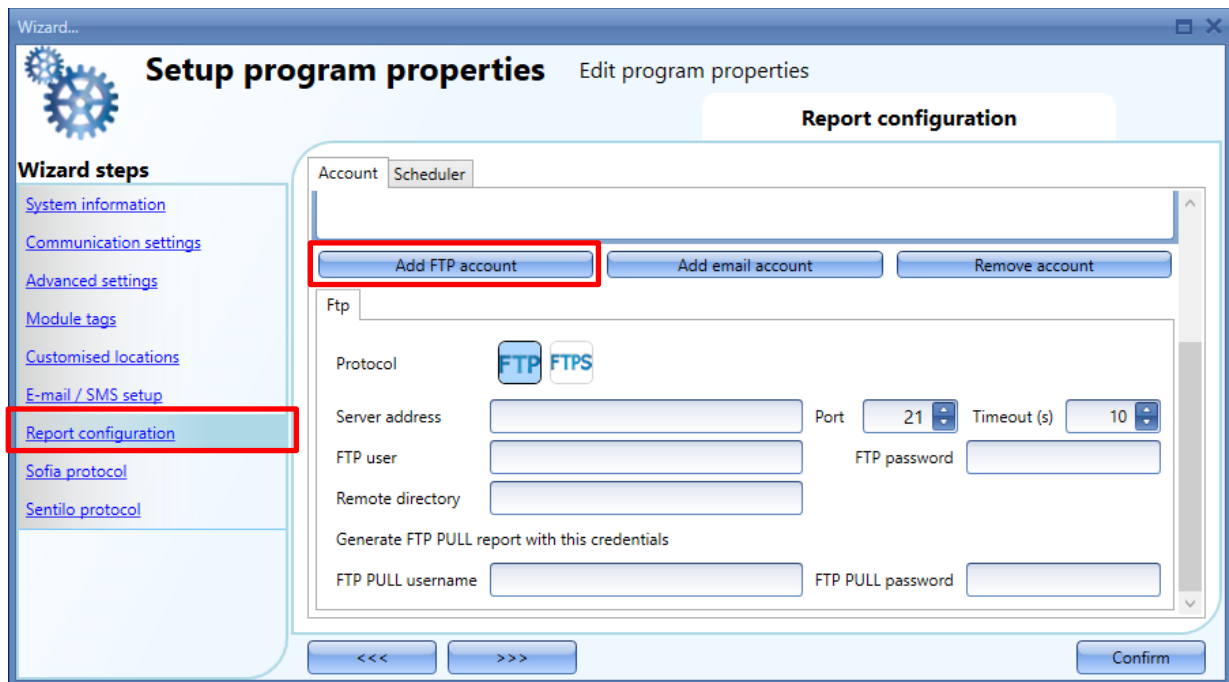 Wizard...
Setup program properties Edit program properties
Report configuration
Wizard steps
System information
Communication settings
Advanced settings
Module tags
Customised locations
E-mail / SMS setup
Report configuration
Sofia protocol
Sentilo protocol
Account Scheduler
Add FTP account Add email account Remove account
Ftp
Protocol FTP FTPS
Server address Port 21 Timeout (s) 10
FTP user FTP password
Remote directory
Generate FTP PULL report with this credentials
FTP PULL username FTP PULL password
<<< >>> Confirm